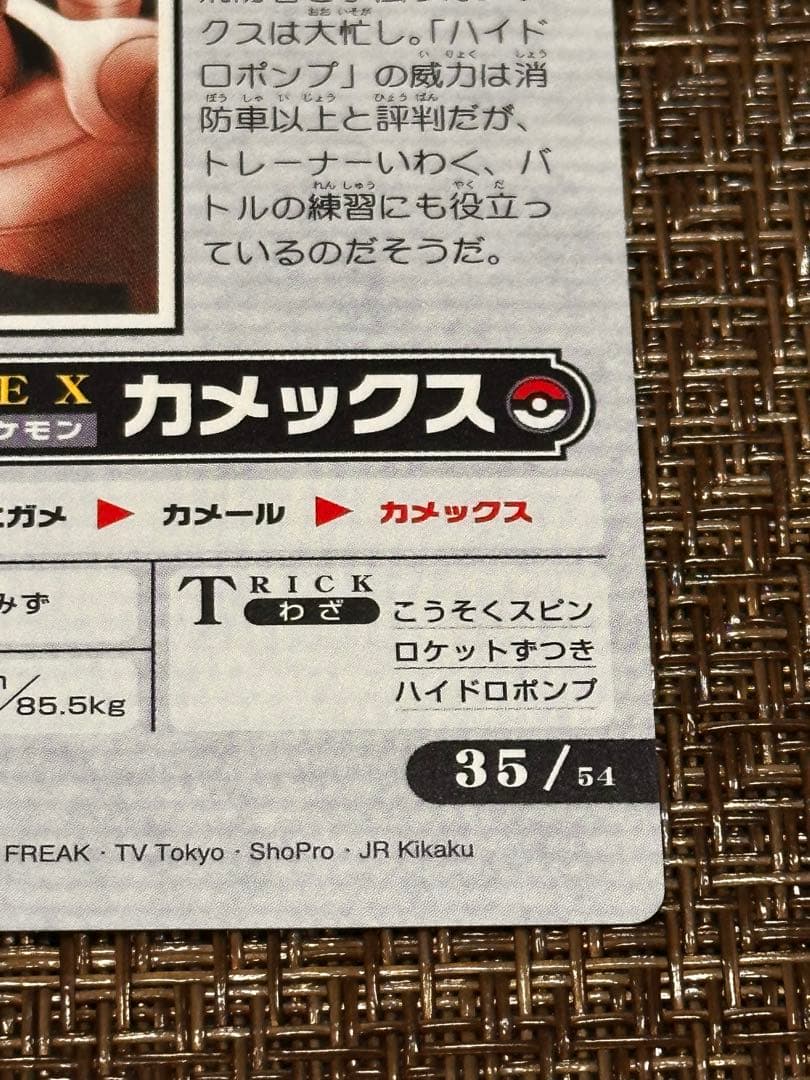 クスは大忙し。「ハイド
ロポンプ」の威力は消
防車以上と評判だが、
トレーナーいわく、バ
トルの練習にも役立っ
ているのだそうだ。
EX
ケモン
カメックス
ガメ ▶ カメール ▶ カメックス
みず
TRICK
わざ
こうそくスピン
ロケットずつき
ハイドロポンプ
/85.5kg
35/54
FREAK · TV Tokyo · ShoPro · JR Kikaku